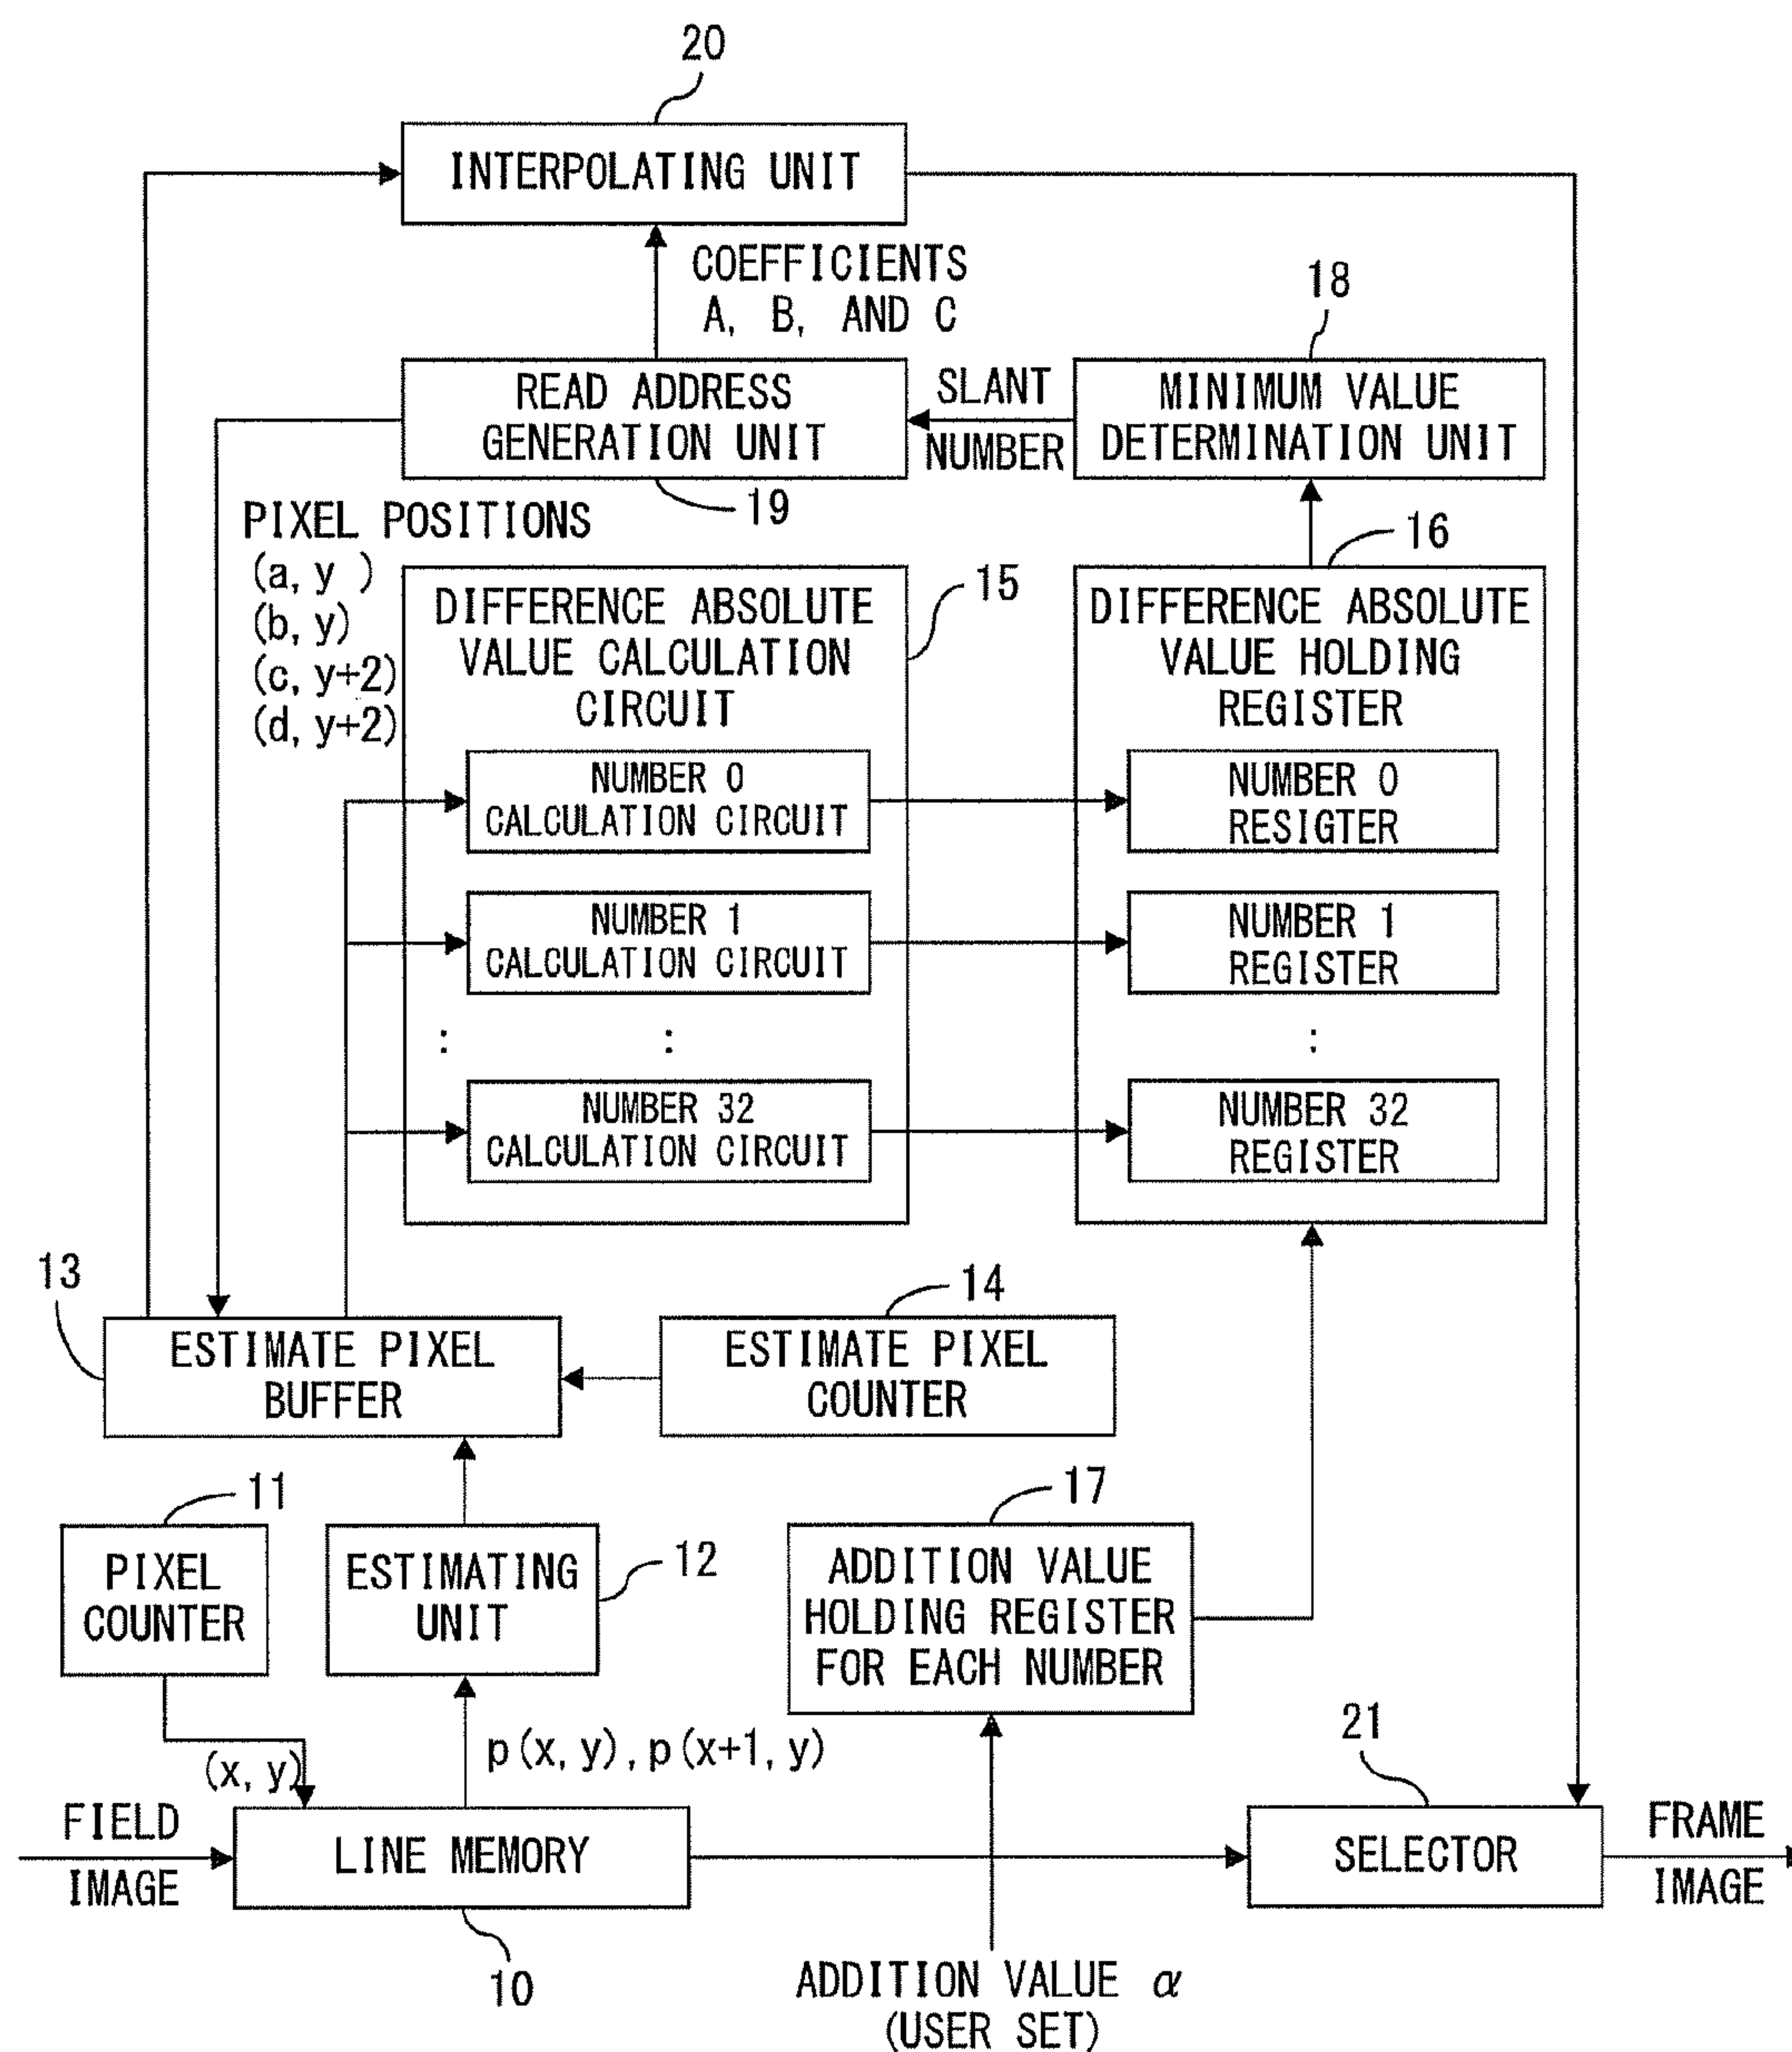 20
INTERPOLATING UNIT
COEFFICIENTS
A, B, AND C
18
READ ADDRESS
GENERATION UNIT
SLANT
NUMBER
MINIMUM VALUE
DETERMINATION UNIT
19
PIXEL POSITIONS
(a, y )
(b, y)
(c, y+2)
(d, y+2)
16
15
DIFFERENCE ABSOLUTE
VALUE CALCULATION
CIRCUIT
DIFFERENCE ABSOLUTE
VALUE HOLDING
REGISTER
NUMBER 0
CALCULATION CIRCUIT
NUMBER 0
RESIGTER
NUMBER 1
CALCULATION CIRCUIT
NUMBER 1
REGISTER
: : :
NUMBER 32
CALCULATION CIRCUIT
NUMBER 32
REGISTER
13
14
ESTIMATE PIXEL
BUFFER
ESTIMATE PIXEL
COUNTER
11
17
PIXEL
COUNTER
ESTIMATING
UNIT
12
ADDITION VALUE
HOLDING REGISTER
FOR EACH NUMBER
21
(x, y)
p(x, y), p(x+1, y)
FIELD
IMAGE
LINE MEMORY
SELECTOR
FRAME
IMAGE
10
ADDITION VALUE α
(USER SET)